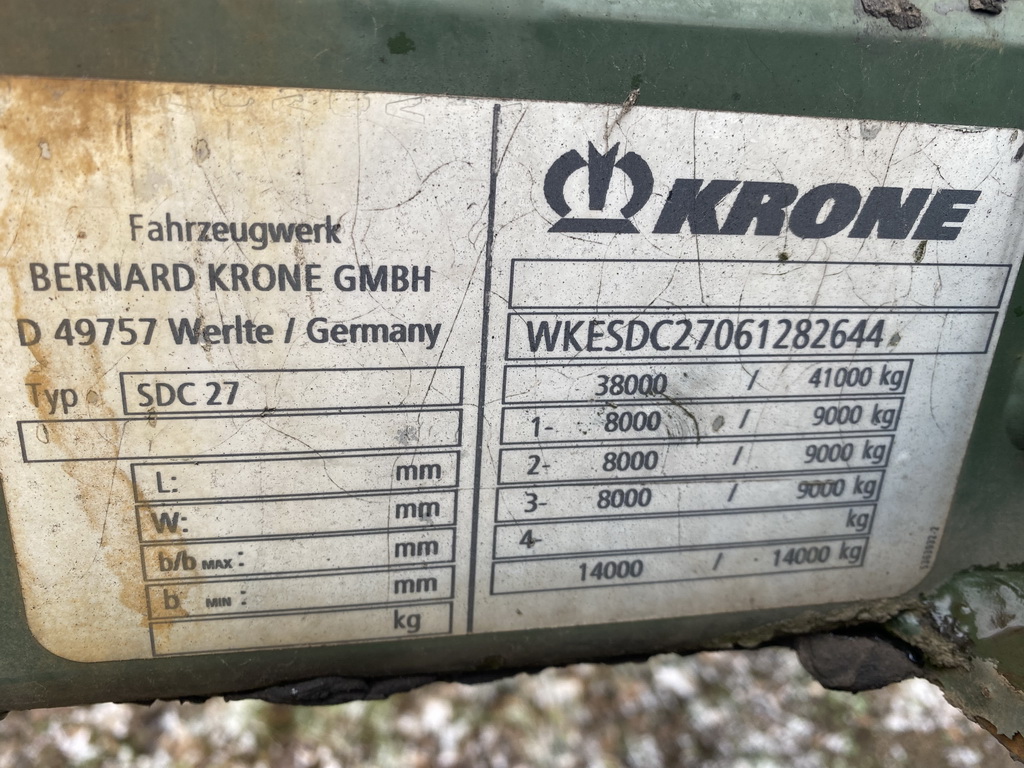 Fahrzeugwerk
BERNARD KRONE GMBH
D 49757 Werlte / Germany
Typ SDC 27
L: mm
W: mm
b/b MAX : mm
b MIN : mm
kg
KRONE
WKESDC27061282644
38000 / 41000 kg
1- 8000 / 9000 kg
2- 8000 / 9000 kg
3- 8000 / 9000 kg
4- kg
14000 / 14000 kg